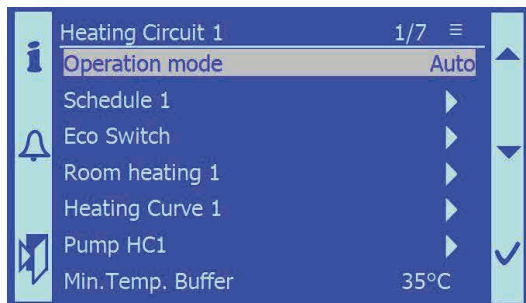 Heating Circuit 1 1/7 ≡
Operation mode Auto
Schedule 1
Eco Switch
Room heating 1
Heating Curve 1
Pump HC1
Min.Temp. Buffer 35°C